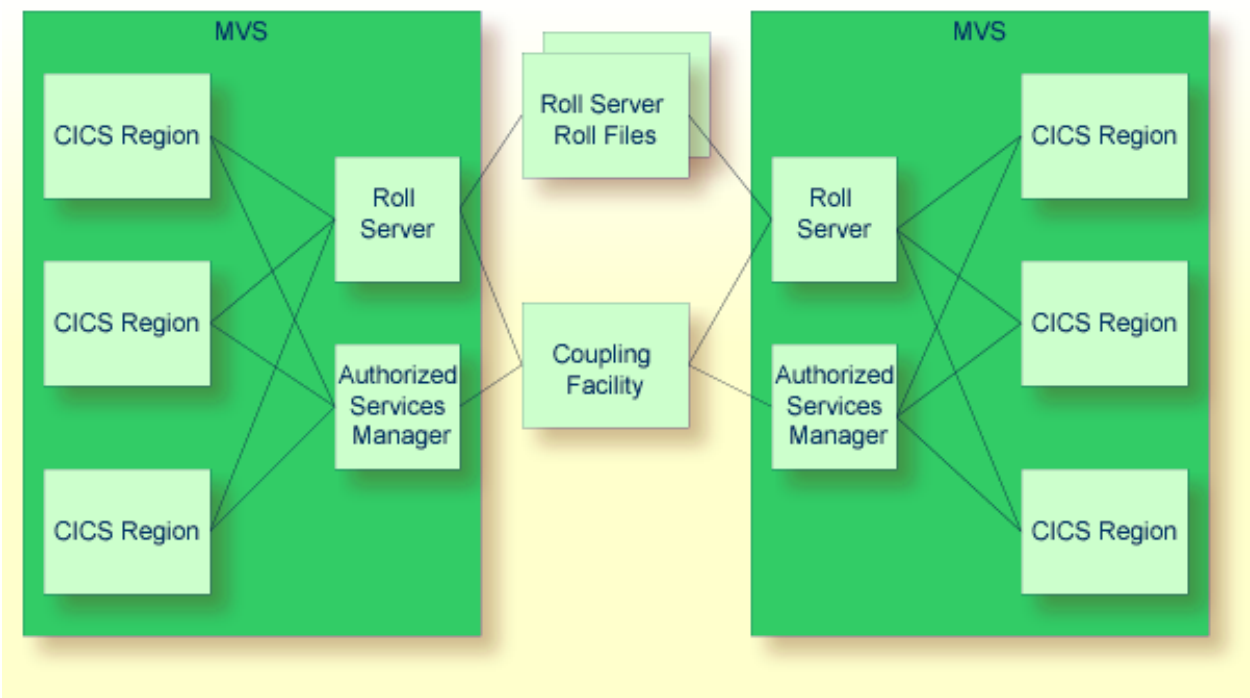 MVS
CICS Region
CICS Region
CICS Region
Roll
Server
Authorized
Services
Manager
Roll Server
Roll Files
Coupling
Facility
MVS
Roll
Server
Authorized
Services
Manager
CICS Region
CICS Region
CICS Region